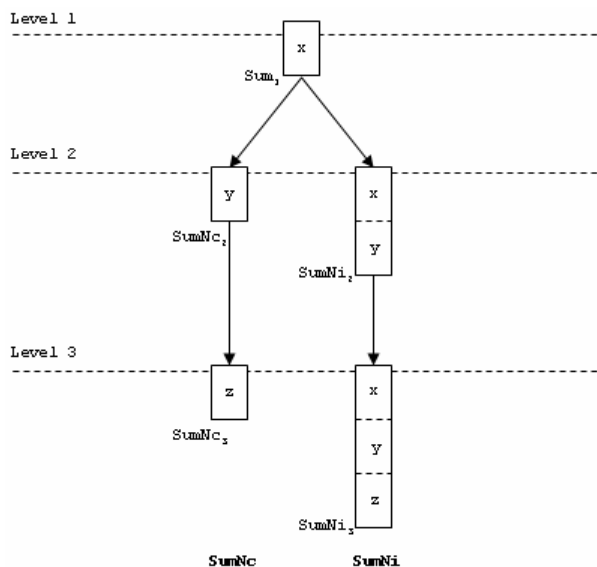 Level 1
x
Sum₁
Level 2
y
x
SumNc₂
y
SumNi₂
Level 3
z
x
SumNc₃
y
z
SumNi₃
SumNc SumNi